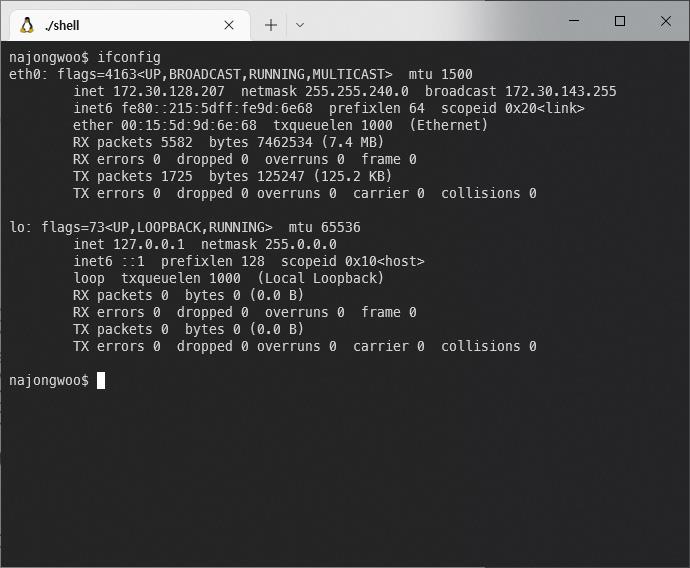 ./shell
najongwoo$ ifconfig
eth0: flags=4163<UP,BROADCAST,RUNNING,MULTICAST>  mtu 1500
        inet 172.30.128.207  netmask 255.255.240.0  broadcast 172.30.143.255
        inet6 fe80::215:5dff:fe9d:6e68  prefixlen 64  scopeid 0x20<link>
        ether 00:15:5d:9d:6e:68  txqueuelen 1000  (Ethernet)
        RX packets 5582  bytes 7462534 (7.4 MB)
        RX errors 0  dropped 0  overruns 0  frame 0
        TX packets 1725  bytes 125247 (125.2 KB)
        TX errors 0  dropped 0 overruns 0  carrier 0  collisions 0

lo: flags=73<UP,LOOPBACK,RUNNING>  mtu 65536
        inet 127.0.0.1  netmask 255.0.0.0
        inet6 ::1  prefixlen 128  scopeid 0x10<host>
        loop  txqueuelen 1000  (Local Loopback)
        RX packets 0  bytes 0 (0.0 B)
        RX errors 0  dropped 0  overruns 0  frame 0
        TX packets 0  bytes 0 (0.0 B)
        TX errors 0  dropped 0 overruns 0  carrier 0  collisions 0

najongwoo$